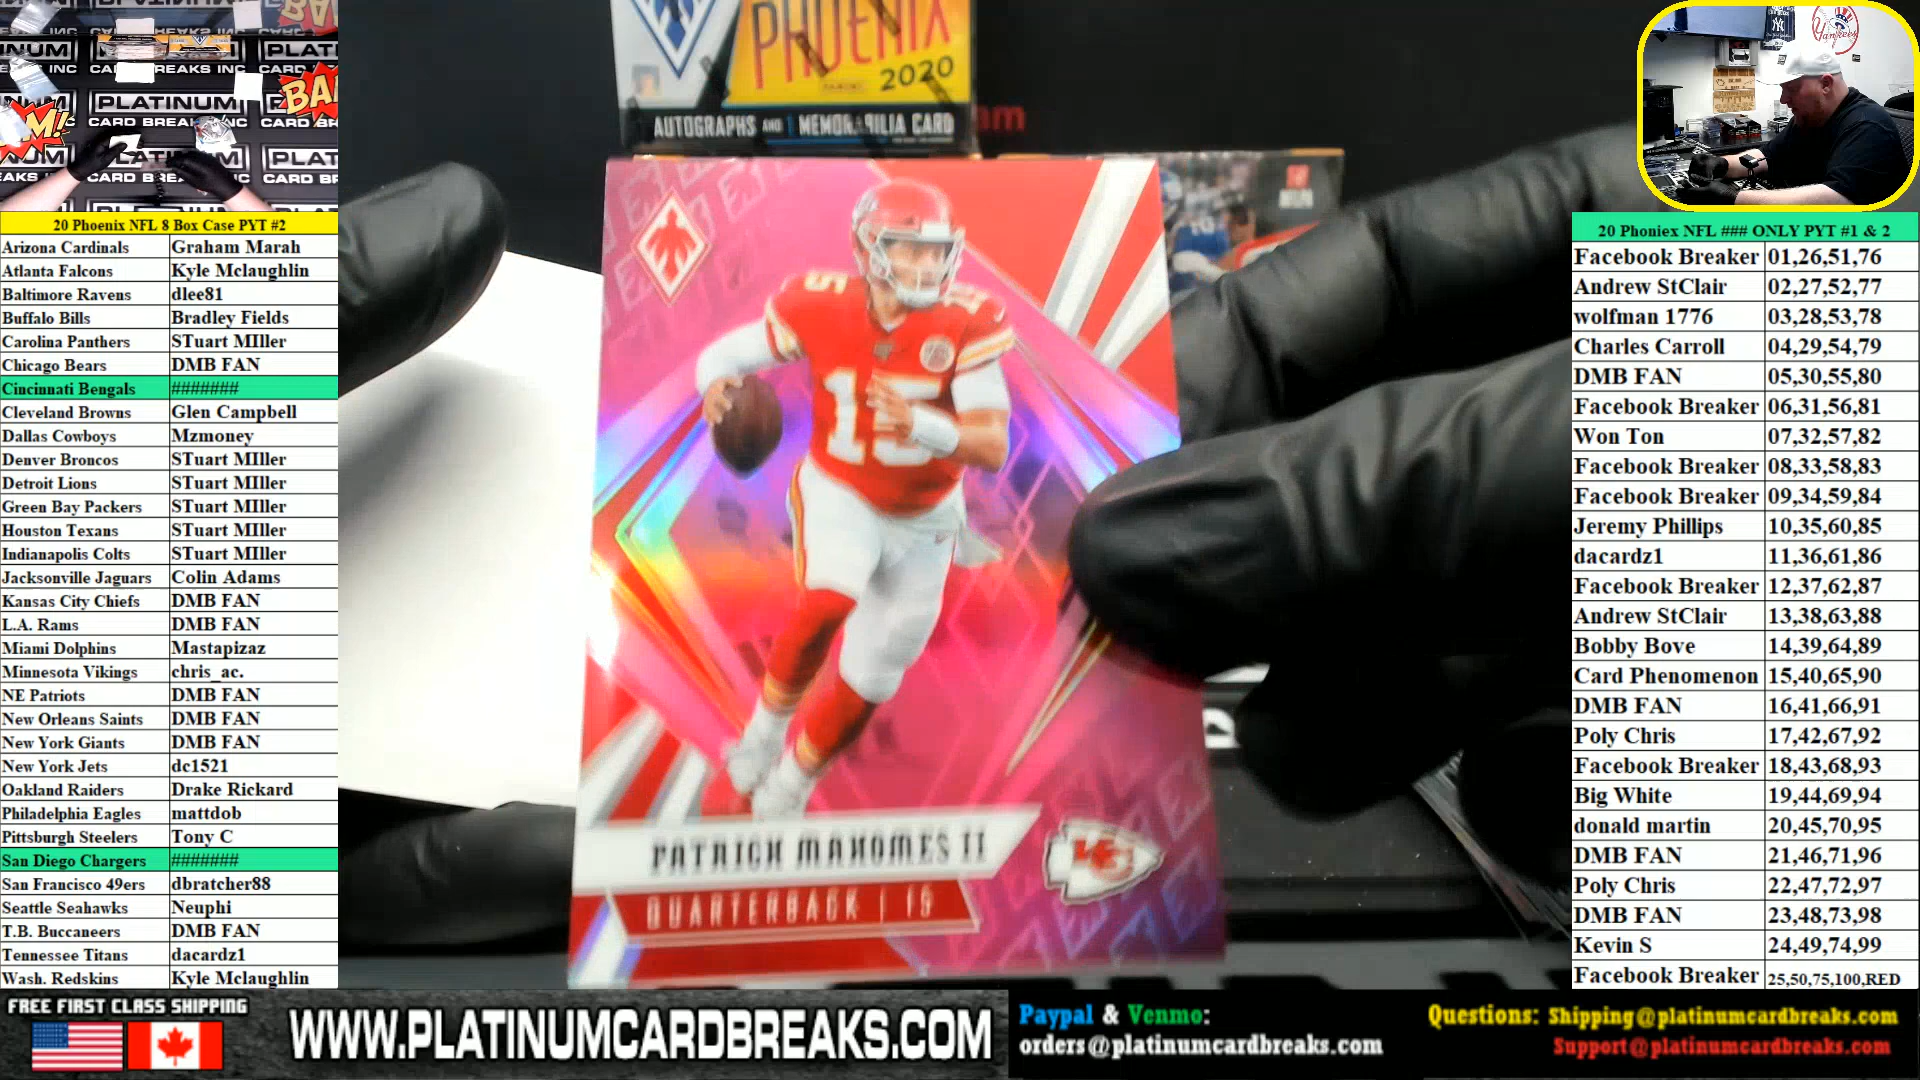 PHOENIX
PANINI
2020
AUTOGRAPHS AND 1 MEMORABILIA CARD
PLATINUM
CARD BREAKS INC
BAM!
Yankees
15
PATRICK MAHOMES II
QUARTERBACK | 15
KC
20 Phoenix NFL 8 Box Case PYT #2
Arizona Cardinals Graham Marah
Atlanta Falcons Kyle Mclaughlin
Baltimore Ravens dlee81
Buffalo Bills Bradley Fields
Carolina Panthers STuart MIller
Chicago Bears DMB FAN
Cincinnati Bengals #######
Cleveland Browns Glen Campbell
Dallas Cowboys Mzmoney
Denver Broncos STuart MIller
Detroit Lions STuart MIller
Green Bay Packers STuart MIller
Houston Texans STuart MIller
Indianapolis Colts STuart MIller
Jacksonville Jaguars Colin Adams
Kansas City Chiefs DMB FAN
L.A. Rams DMB FAN
Miami Dolphins Mastapizaz
Minnesota Vikings chris_ac.
NE Patriots DMB FAN
New Orleans Saints DMB FAN
New York Giants DMB FAN
New York Jets dc1521
Oakland Raiders Drake Rickard
Philadelphia Eagles mattdob
Pittsburgh Steelers Tony C
San Diego Chargers #######
San Francisco 49ers dbratcher88
Seattle Seahawks Neuphi
T.B. Buccaneers DMB FAN
Tennessee Titans dacardz1
Wash. Redskins Kyle Mclaughlin
20 Phoniex NFL ### ONLY PYT #1 & 2
Facebook Breaker 01,26,51,76
Andrew StClair 02,27,52,77
wolfman 1776 03,28,53,78
Charles Carroll 04,29,54,79
DMB FAN 05,30,55,80
Facebook Breaker 06,31,56,81
Won Ton 07,32,57,82
Facebook Breaker 08,33,58,83
Facebook Breaker 09,34,59,84
Jeremy Phillips 10,35,60,85
dacardz1 11,36,61,86
Facebook Breaker 12,37,62,87
Andrew StClair 13,38,63,88
Bobby Bove 14,39,64,89
Card Phenomenon 15,40,65,90
DMB FAN 16,41,66,91
Poly Chris 17,42,67,92
Facebook Breaker 18,43,68,93
Big White 19,44,69,94
donald martin 20,45,70,95
DMB FAN 21,46,71,96
Poly Chris 22,47,72,97
DMB FAN 23,48,73,98
Kevin S 24,49,74,99
Facebook Breaker 25,50,75,100,RED
FREE FIRST CLASS SHIPPING
WWW.PLATINUMCARDBREAKS.COM
Paypal & Venmo:
orders@platinumcardbreaks.com
Questions: Shipping@platinumcardbreaks.com
Support@platinumcardbreaks.com